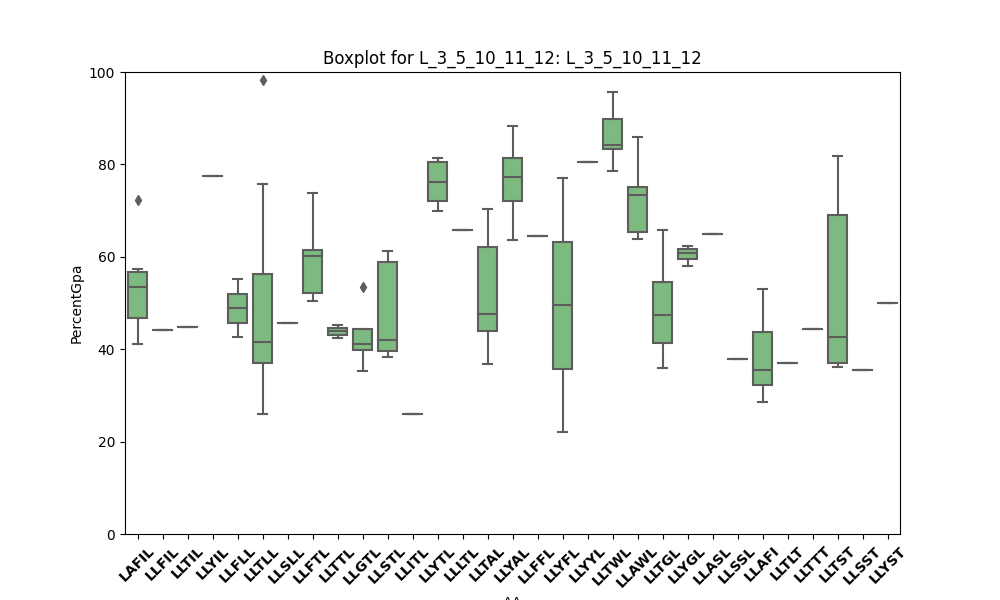 Boxplot for L_3_5_10_11_12: L_3_5_10_11_12
PercentGpa
100
80
60
40
20
0
LAFIL LLFIL LLTIL LLYIL LLFLL LLTLL LLSLL LLFTL LLTTL LLGTL LLSTL LLITL LLYTL LLLTL LLTAL LLYAL LLFFL LLYFL LLYYL LLTWL LLAWL LLTGL LLYGL LLASL LLSSL LLAFI LLTLT LLTTT LLTST LLSST LLYST